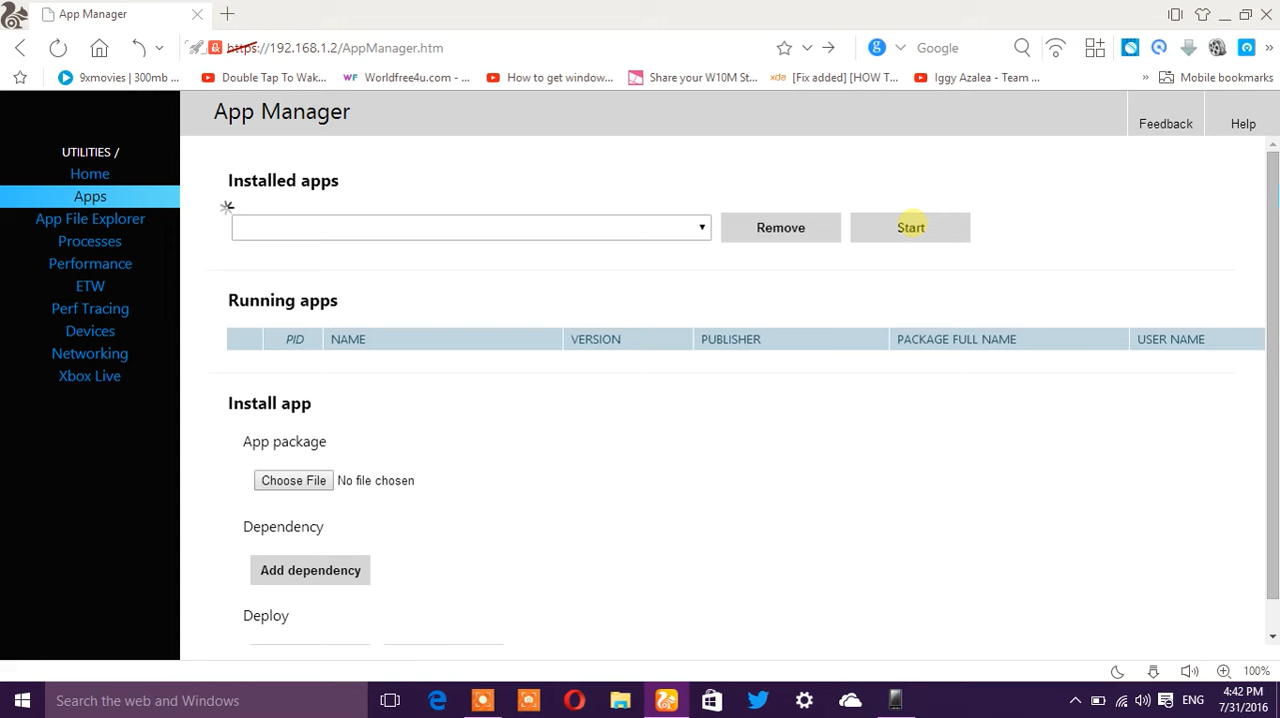 App Manager
https://192.168.1.2/AppManager.htm
Google
9xmovies | 300mb ...
Double Tap To Wak...
Worldfree4u.com - ...
How to get window...
Share your W10M St...
[Fix added] [HOW T...
Iggy Azalea - Team ...
Mobile bookmarks
App Manager
Feedback
Help
UTILITIES /
Home
Apps
App File Explorer
Processes
Performance
ETW
Perf Tracing
Devices
Networking
Xbox Live
Installed apps
Remove
Start
Running apps
PID NAME VERSION PUBLISHER PACKAGE FULL NAME USER NAME
Install app
App package
Choose File No file chosen
Dependency
Add dependency
Deploy
100%
Search the web and Windows
ENG
4:42 PM
7/31/2016